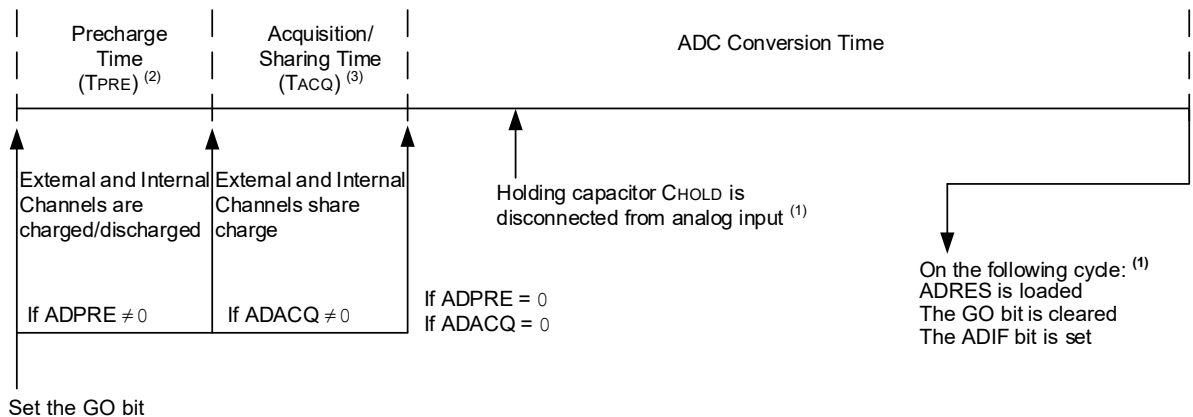 Precharge
Time
(TPRE) (2)
Acquisition/
Sharing Time
(TACQ) (3)
ADC Conversion Time
External and Internal
Channels are
charged/discharged
External and Internal
Channels share
charge
Holding capacitor CHOLD is
disconnected from analog input (1)
If ADPRE ≠ 0
If ADACQ ≠ 0
If ADPRE = 0
If ADACQ = 0
On the following cycle: (1)
ADRES is loaded
The GO bit is cleared
The ADIF bit is set
Set the GO bit